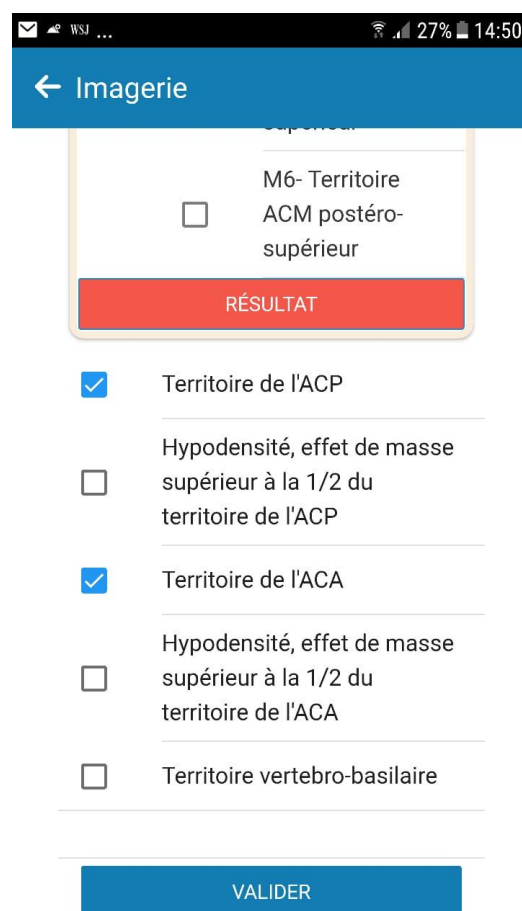 WSJ ... 27% 14:50
Imagerie
supérieur
M6- Territoire
ACM postéro-
supérieur
RÉSULTAT
Territoire de l'ACP
Hypodensité, effet de masse
supérieur à la 1/2 du
territoire de l'ACP
Territoire de l'ACA
Hypodensité, effet de masse
supérieur à la 1/2 du
territoire de l'ACA
Territoire vertebro-basilaire
VALIDER